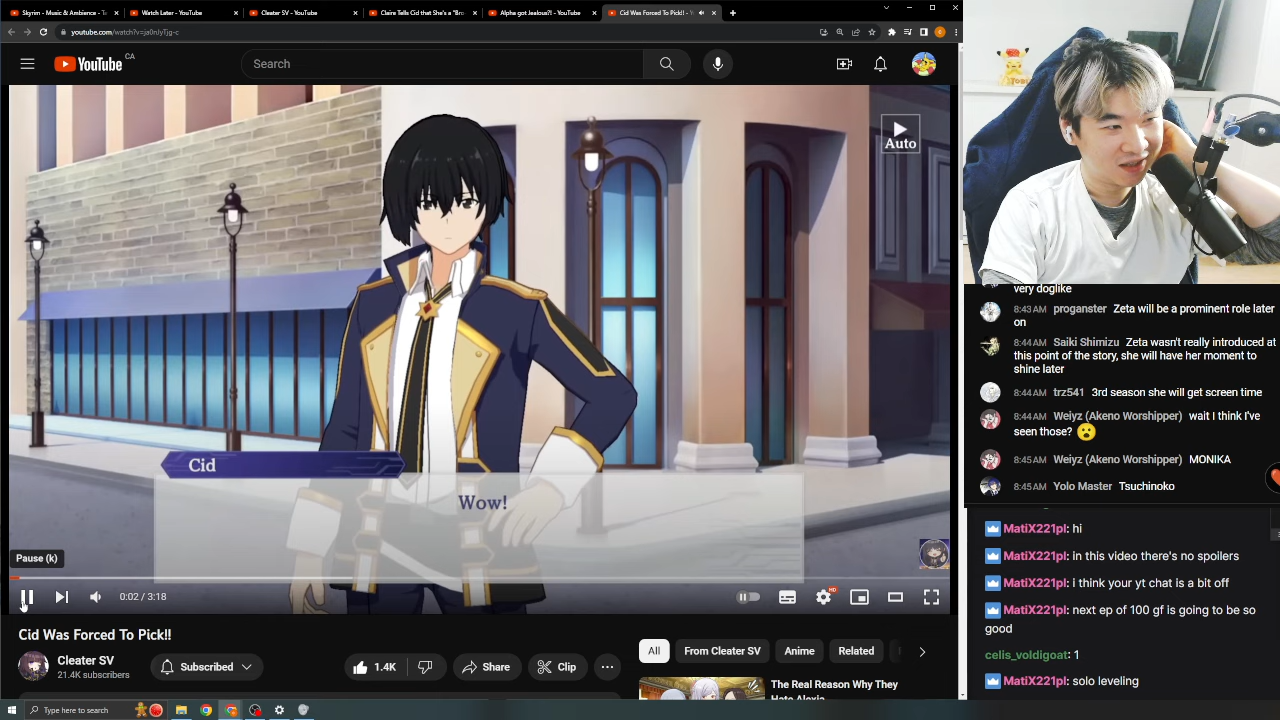 Skyrim - Music & Ambience - T
Watch Later - YouTube
Cleater SV - YouTube
Claire Tells Cid that She's a "Bro
Alpha got Jealous?! - YouTube
Cid Was Forced To Pick!! -
youtube.com/watch?v=ja0nJyTjg-c
YouTube CA
Search
Auto
Cid
Wow!
Pause (k)
0:02 / 3:18
HD
Cid Was Forced To Pick!!
Cleater SV
21.4K subscribers
Subscribed
1.4K
Share
Clip
All
From Cleater SV
Anime
Related
The Real Reason Why They
Hate Alexia
Type here to search
very doglike
8:43 AM proganster Zeta will be a prominent role later
on
8:44 AM Saiki Shimizu Zeta wasn't really introduced at
this point of the story, she will have her moment to
shine later
8:44 AM trz541 3rd season she will get screen time
8:44 AM Weiyz (Akeno Worshipper) wait I think I've
seen those? 😮
8:45 AM Weiyz (Akeno Worshipper) MONIKA
8:45 AM Yolo Master Tsuchinoko
MatiX221pl: hi
MatiX221pl: in this video there's no spoilers
MatiX221pl: i think your yt chat is a bit off
MatiX221pl: next ep of 100 gf is going to be so
good
celis_voldigoat: 1
MatiX221pl: solo leveling